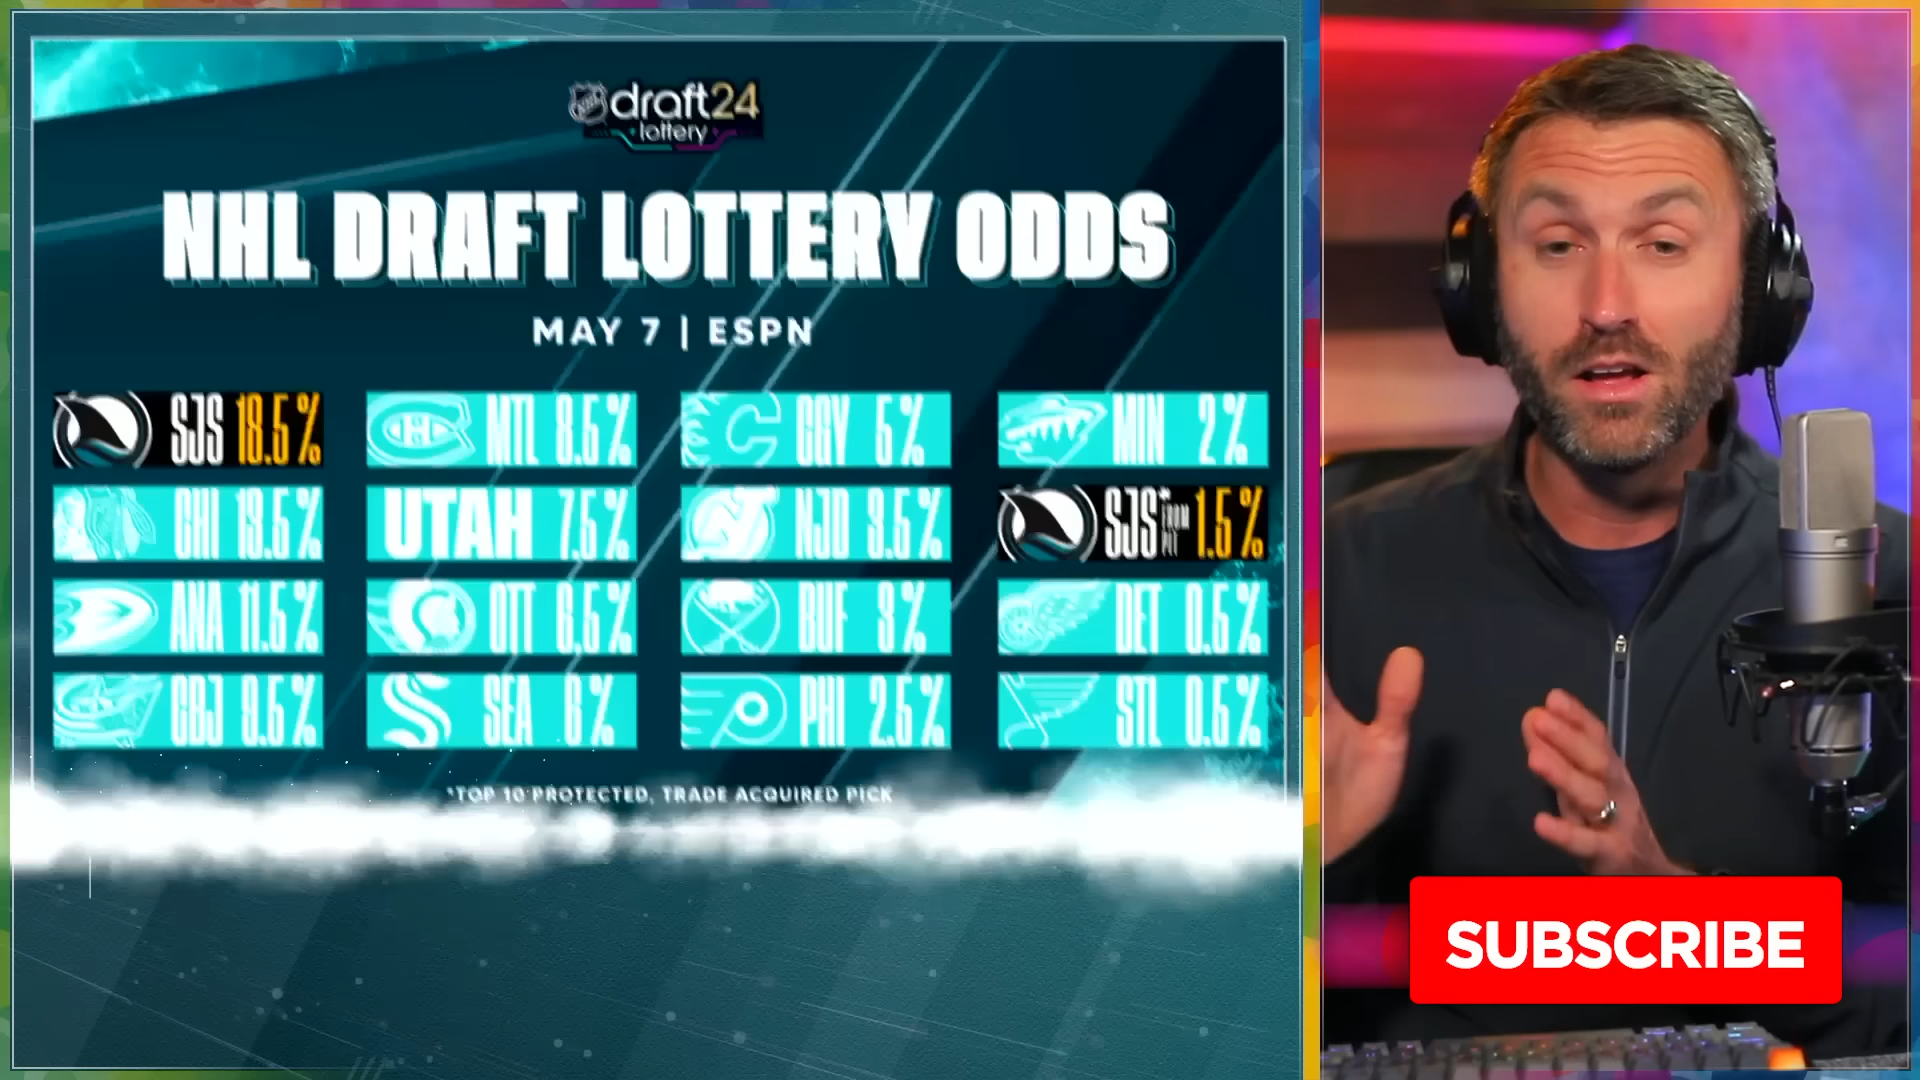 NHL draft24
lottery
NHL DRAFT LOTTERY ODDS
MAY 7 | ESPN
SJS 18.5%
MTL 8.5%
CGY 5%
MIN 2%
CHI 13.5%
UTAH 7.5%
NJD 3.5%
SJS* FROM PIT 1.5%
ANA 11.5%
OTT 6.5%
BUF 3%
DET 0.5%
CBJ 9.5%
SEA 6%
PHI 2.5%
STL 0.5%
*TOP 10 PROTECTED, TRADE ACQUIRED PICK
SUBSCRIBE